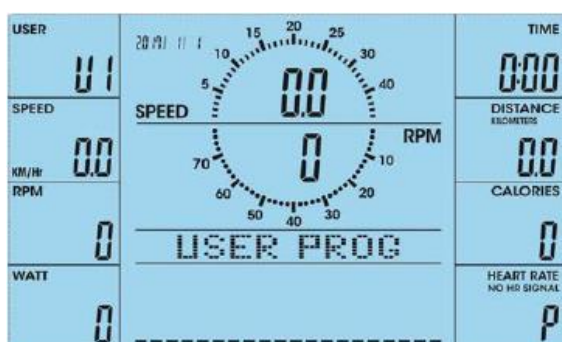 USER
U1
SPEED
KM/Hr 0.0
RPM
0
WATT
0
5 10 15 20 25 30 40
SPEED 0.0
0 RPM
70 60 50 40 30 20 10
USER PROG
TIME
0:00
DISTANCE
KILOMETERS
0.0
CALORIES
0
HEART RATE
NO HR SIGNAL
P